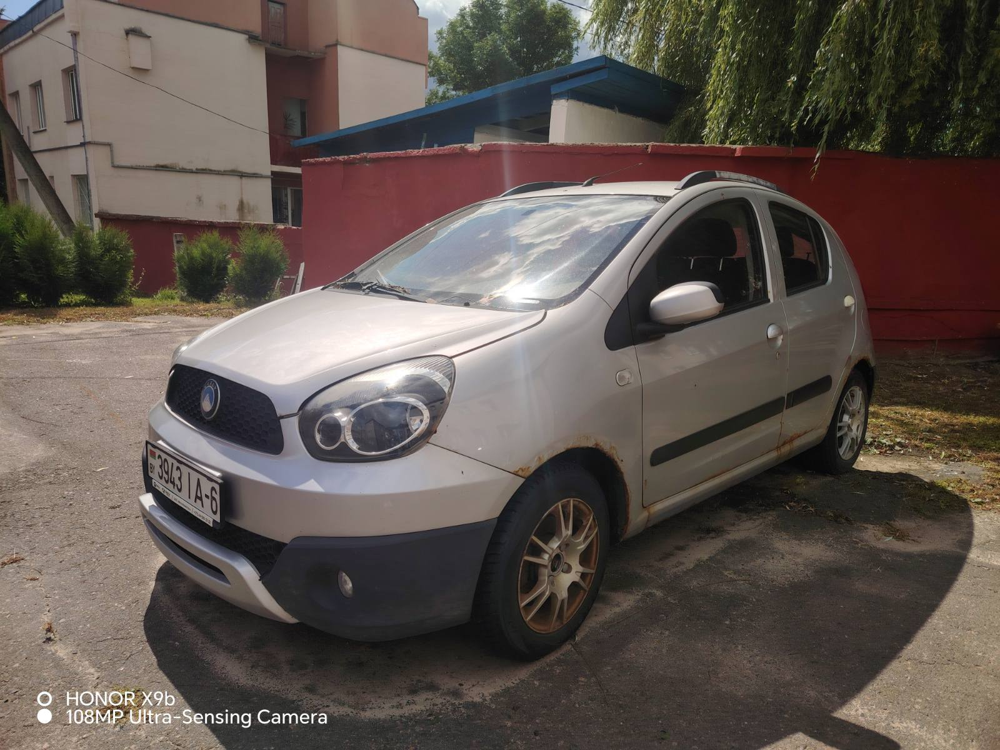 BY 3943 IA-6
HONOR X9b
108MP Ultra-Sensing Camera